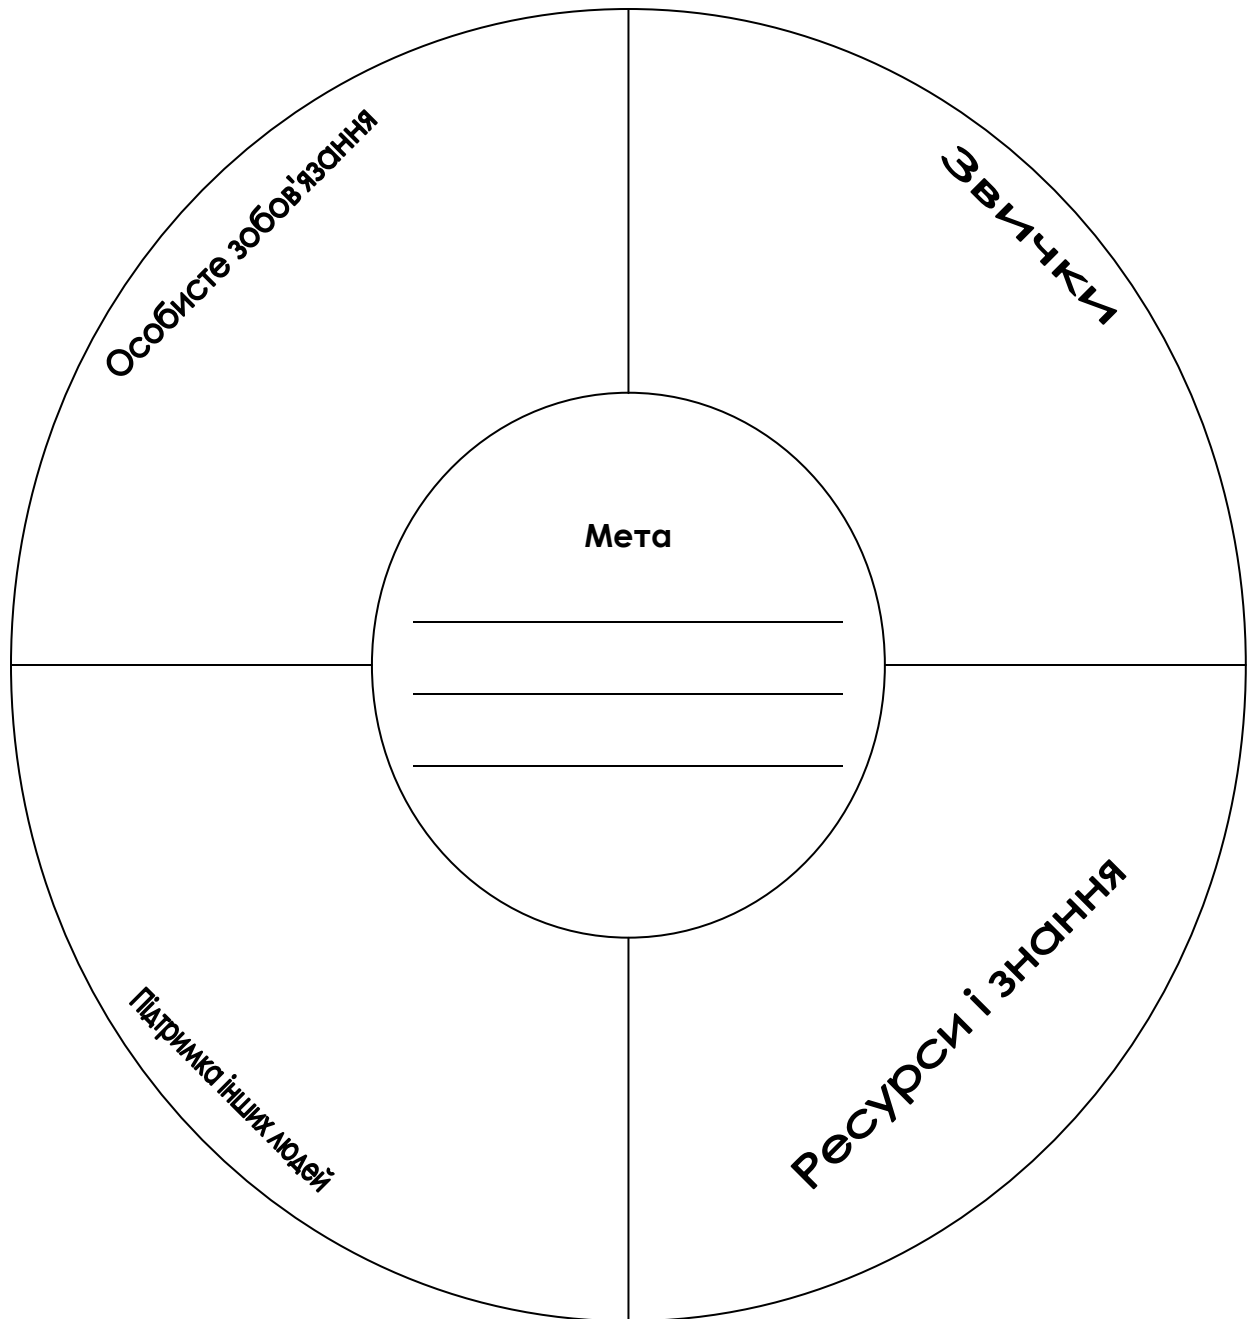 Особисте зобов'язання
Звички
Мета
Підтримка інших людей
Ресурси і знання